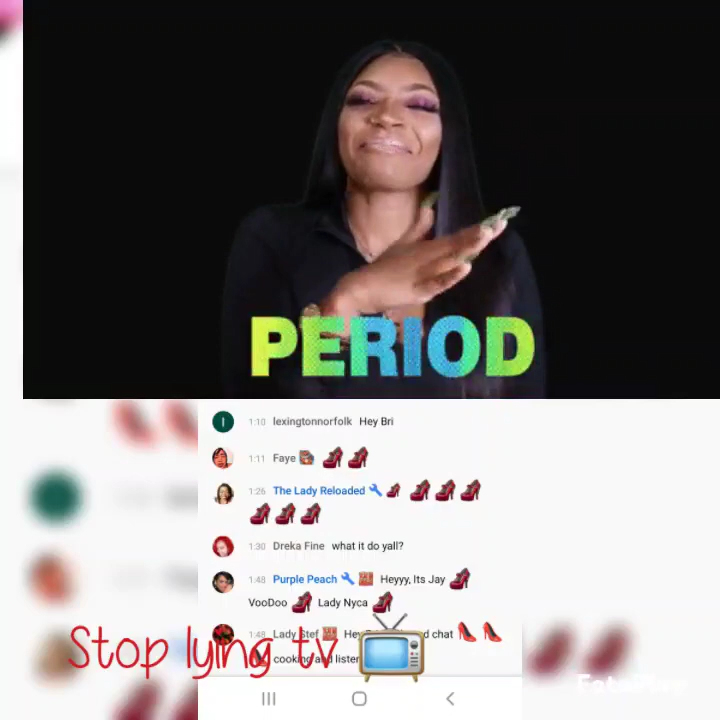 PERIOD
1:10 lexingtonnorfolk Hey Bri
1:11 Faye
1:26 The Lady Reloaded
1:30 Dreka Fine what it do yall?
1:48 Purple Peach Heyyy, Its Jay
VooDoo Lady Nyca
1:48 Lady Stef chat
cooking and
Stop lying tv
FotoPlay